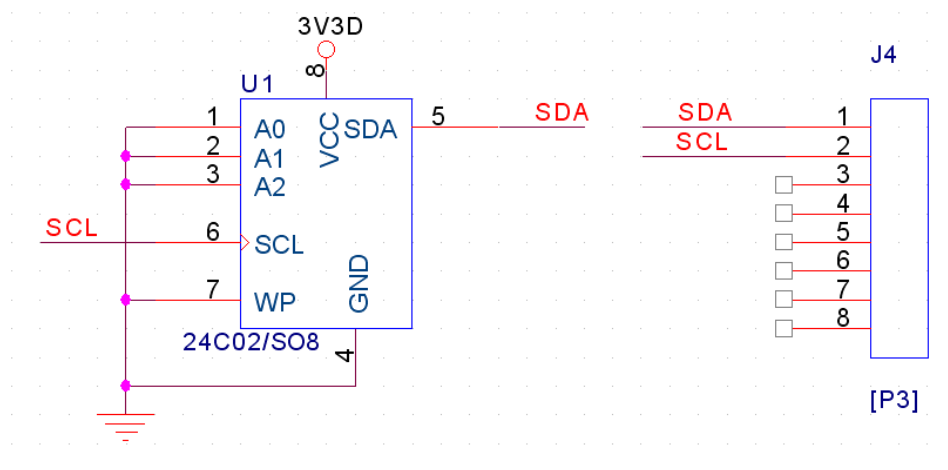 3V3D
8
U1
J4
1 A0 VCC SDA 5 SDA
2 A1
3 A2
SCL 6 SCL
7 WP GND
24C02/SO8
4
SDA 1
SCL 2
3
4
5
6
7
8
[P3]